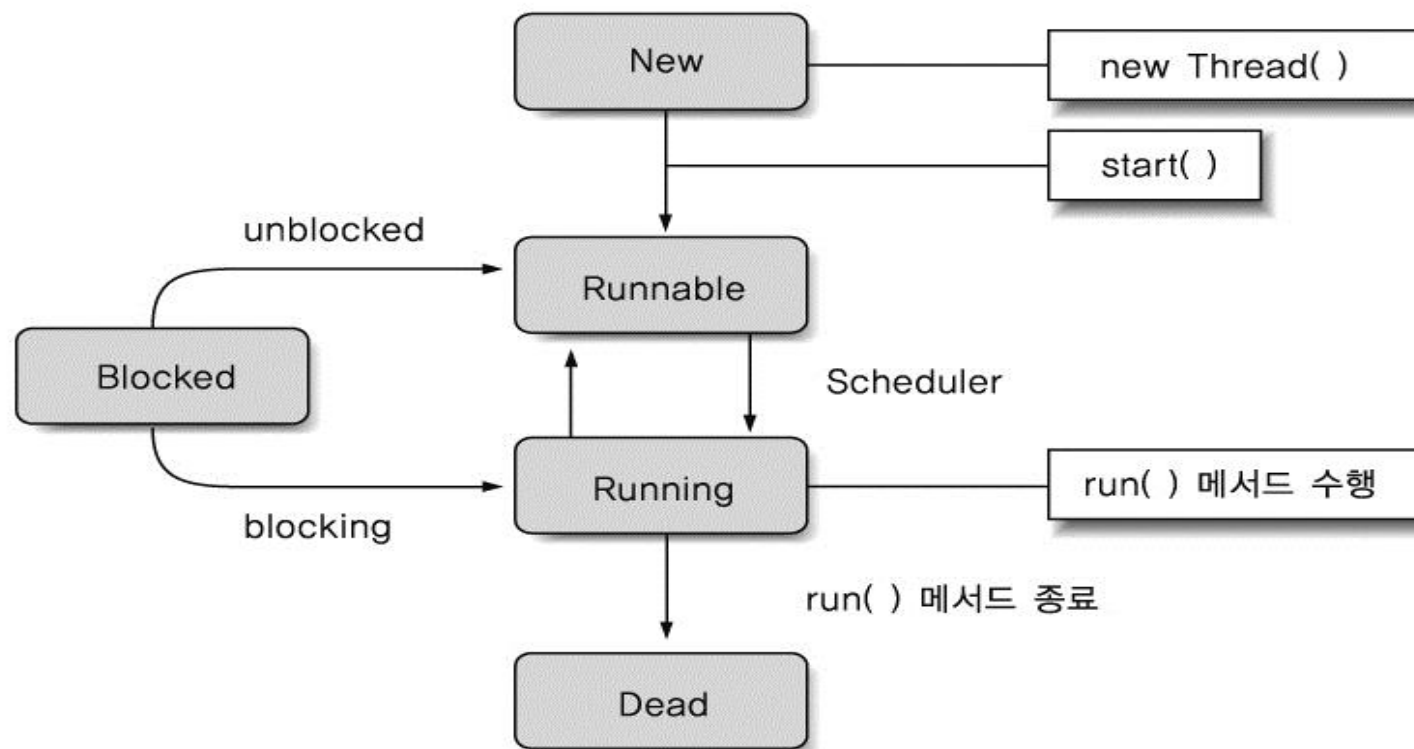 New
new Thread( )
start( )
unblocked
Runnable
Blocked
Scheduler
Running
run( ) 메서드 수행
blocking
run( ) 메서드 종료
Dead